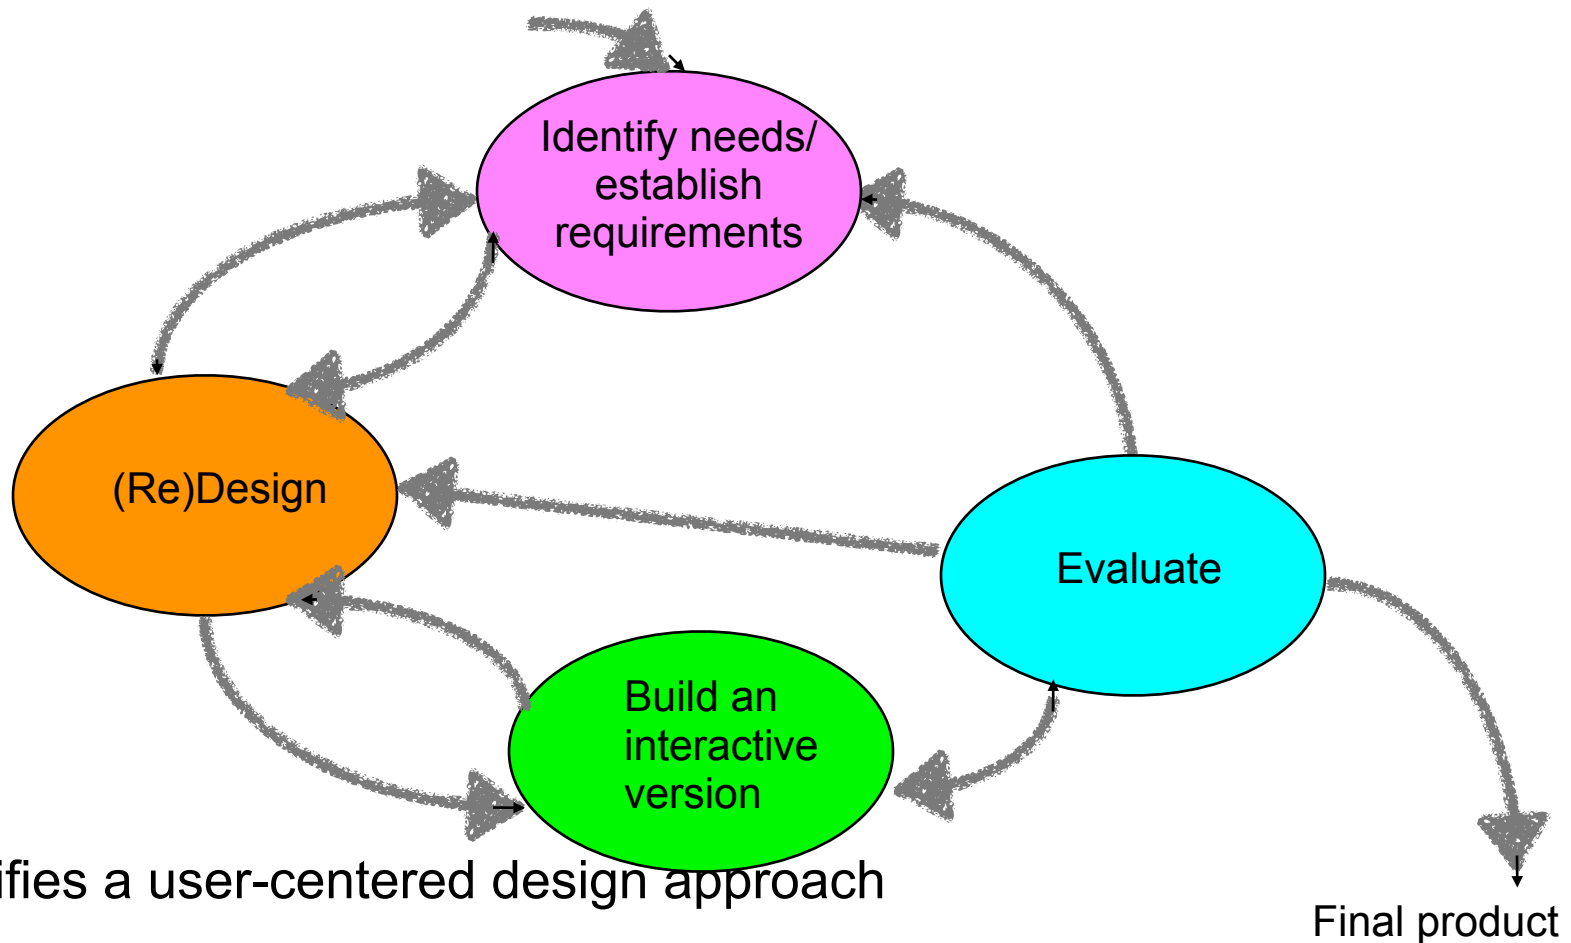 Identify needs/
establish
requirements
(Re)Design
Evaluate
Build an
interactive
version
ifies a user-centered design approach
Final product